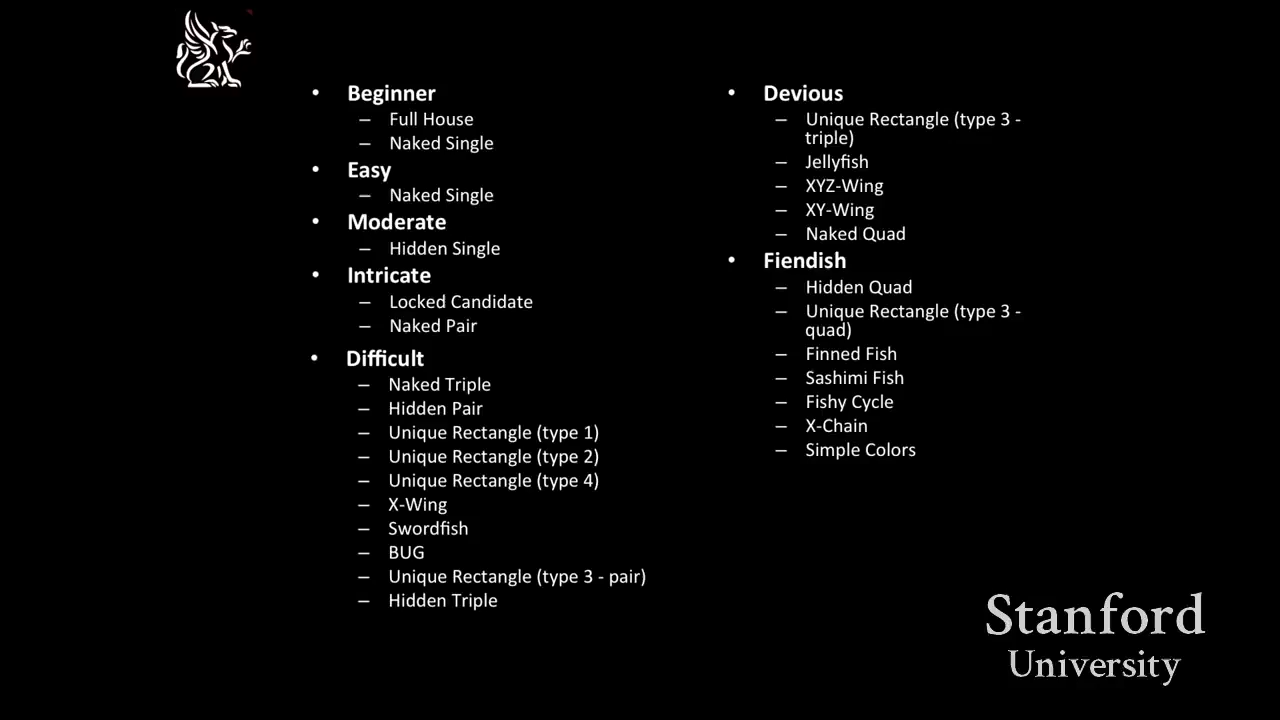 • Beginner
– Full House
– Naked Single
• Easy
– Naked Single
• Moderate
– Hidden Single
• Intricate
– Locked Candidate
– Naked Pair
• Difficult
– Naked Triple
– Hidden Pair
– Unique Rectangle (type 1)
– Unique Rectangle (type 2)
– Unique Rectangle (type 4)
– X-Wing
– Swordfish
– BUG
– Unique Rectangle (type 3 - pair)
– Hidden Triple
• Devious
– Unique Rectangle (type 3 -
triple)
– Jellyfish
– XYZ-Wing
– XY-Wing
– Naked Quad
• Fiendish
– Hidden Quad
– Unique Rectangle (type 3 -
quad)
– Finned Fish
– Sashimi Fish
– Fishy Cycle
– X-Chain
– Simple Colors
Stanford
University